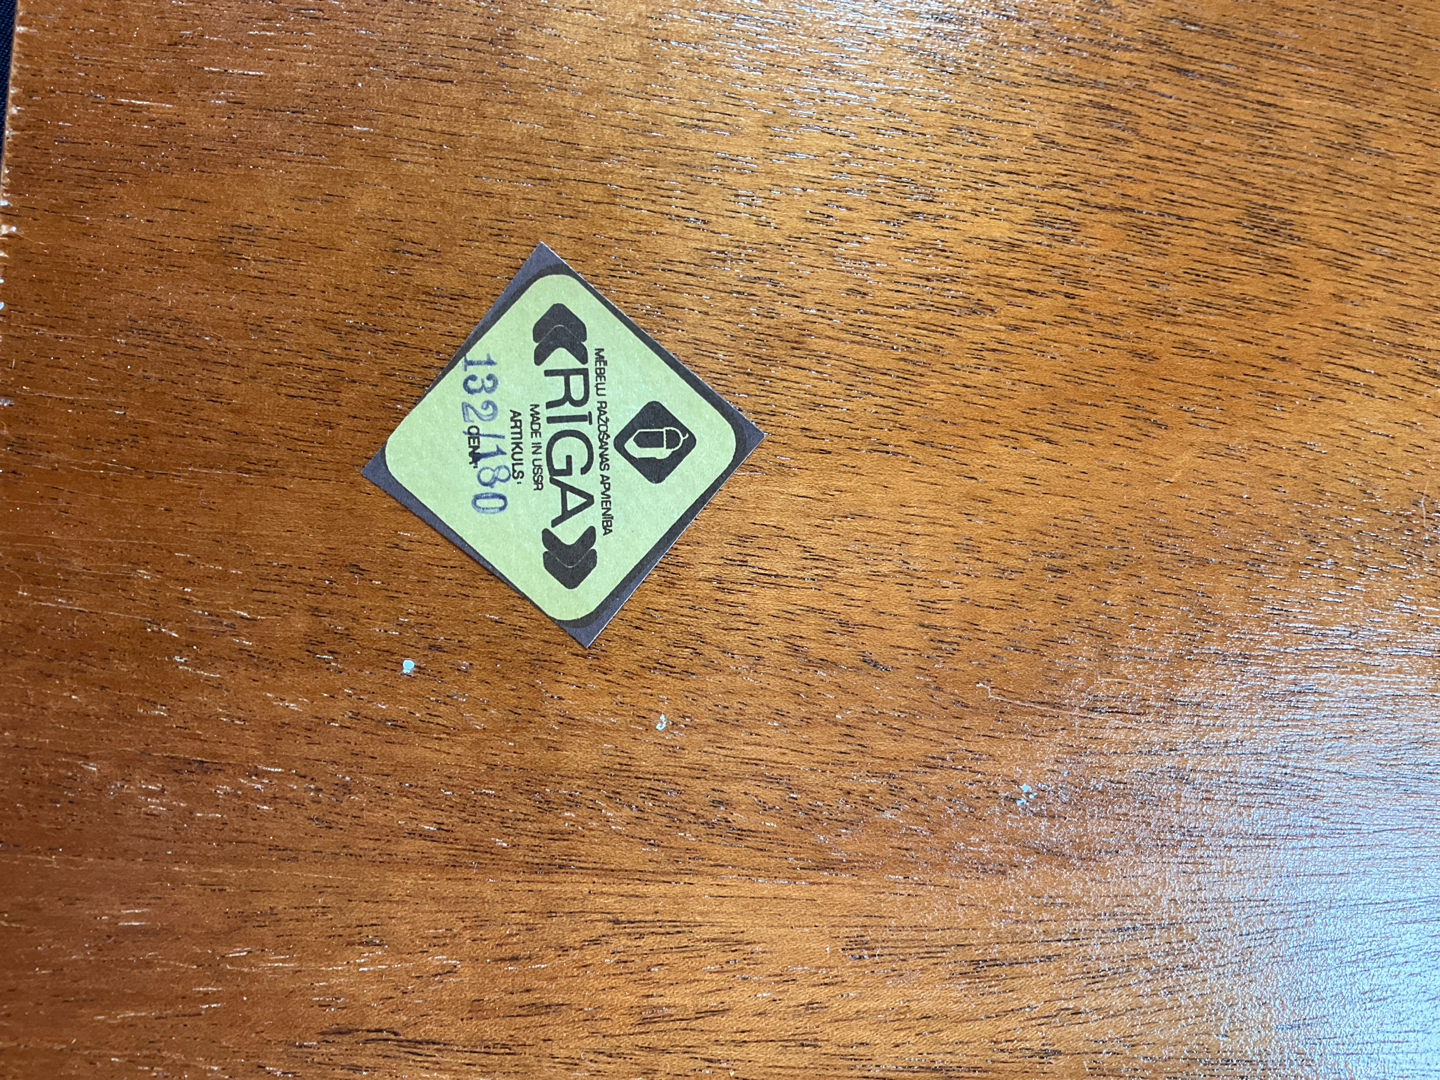 MĒBEĻU RAŽOŠANAS APVIENĪBA
RĪGA
MADE IN USSR
ARTIKULS:
CENA:
132/180